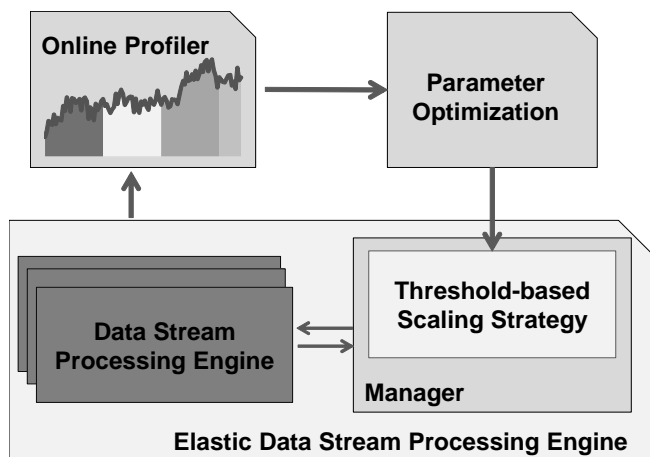 Online Profiler
Parameter
Optimization
Threshold-based
Scaling Strategy
Data Stream
Processing Engine
Manager
Elastic Data Stream Processing Engine